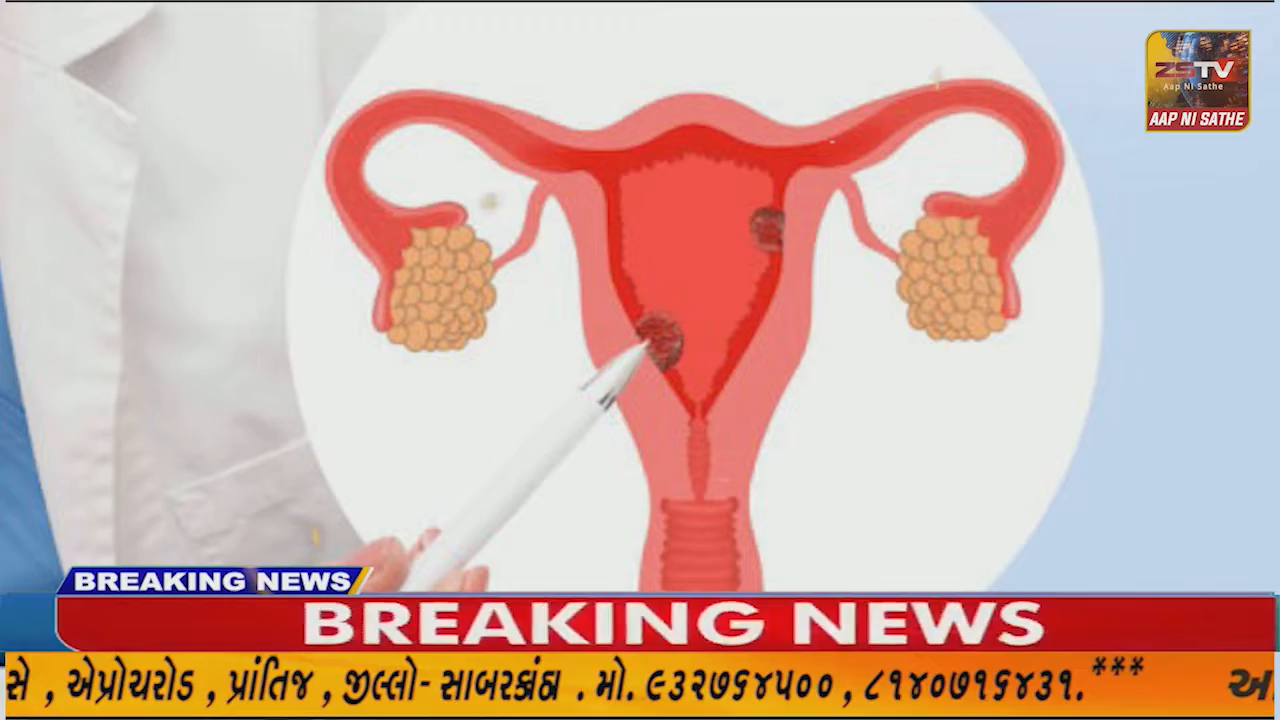 ZSTV
Aap Ni Sathe
AAP NI SATHE
BREAKING NEWS
BREAKING NEWS
સે , એપ્રોચરોડ , પ્રાંતિજ , જીલ્લો- સાબરકાંઠા . મો. ૯૩૨૭૬૪૫૦૦ , ૮૧૪૦૭૧૬૪૩૧.***